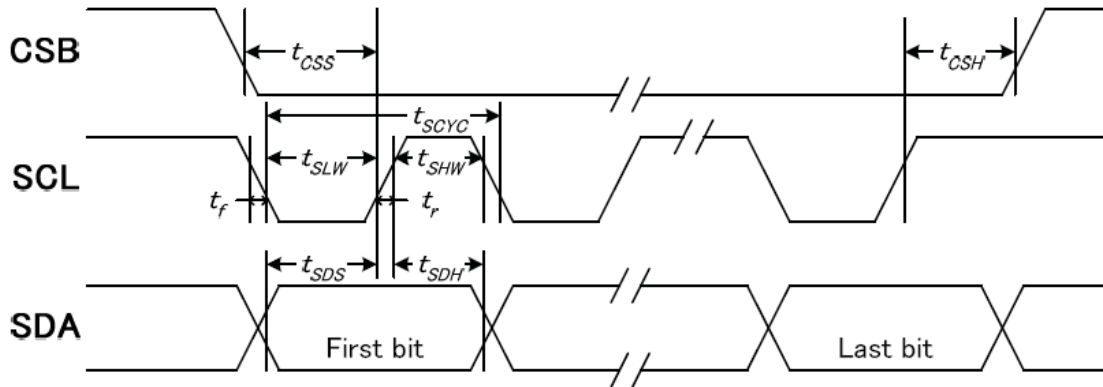 CSB
t_CSS
t_CSH
t_SCYC
SCL
t_SLW
t_SHW
t_f
t_r
SDA
t_SDS
t_SDH
First bit
Last bit